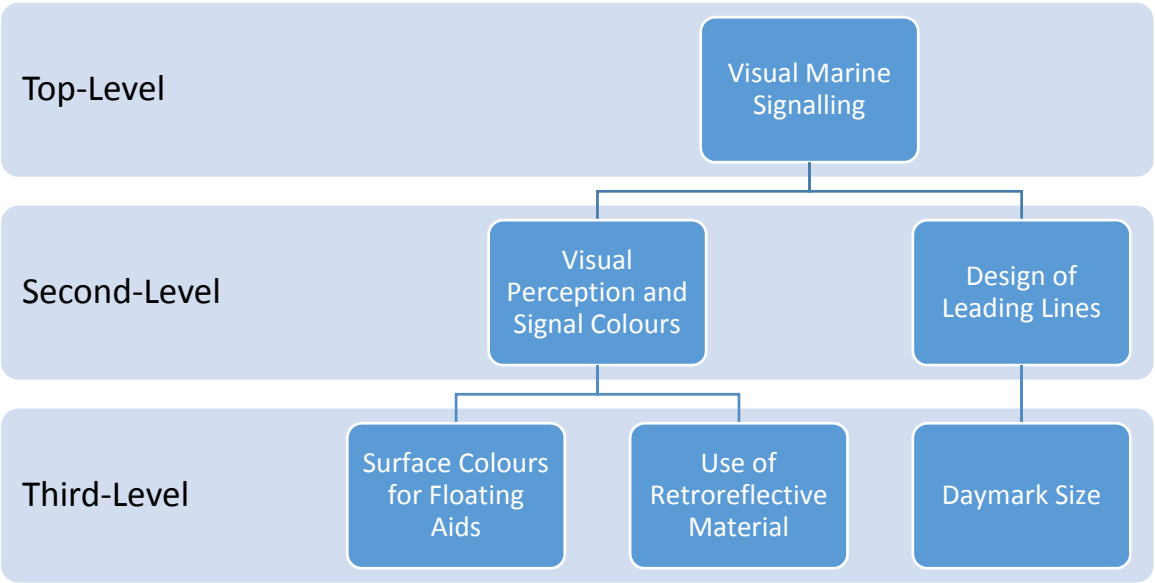 Top-Level
Visual Marine
Signalling
Second-Level
Visual
Perception and
Signal Colours
Design of
Leading Lines
Third-Level
Surface Colours
for Floating
Aids
Use of
Retroreflective
Material
Daymark Size